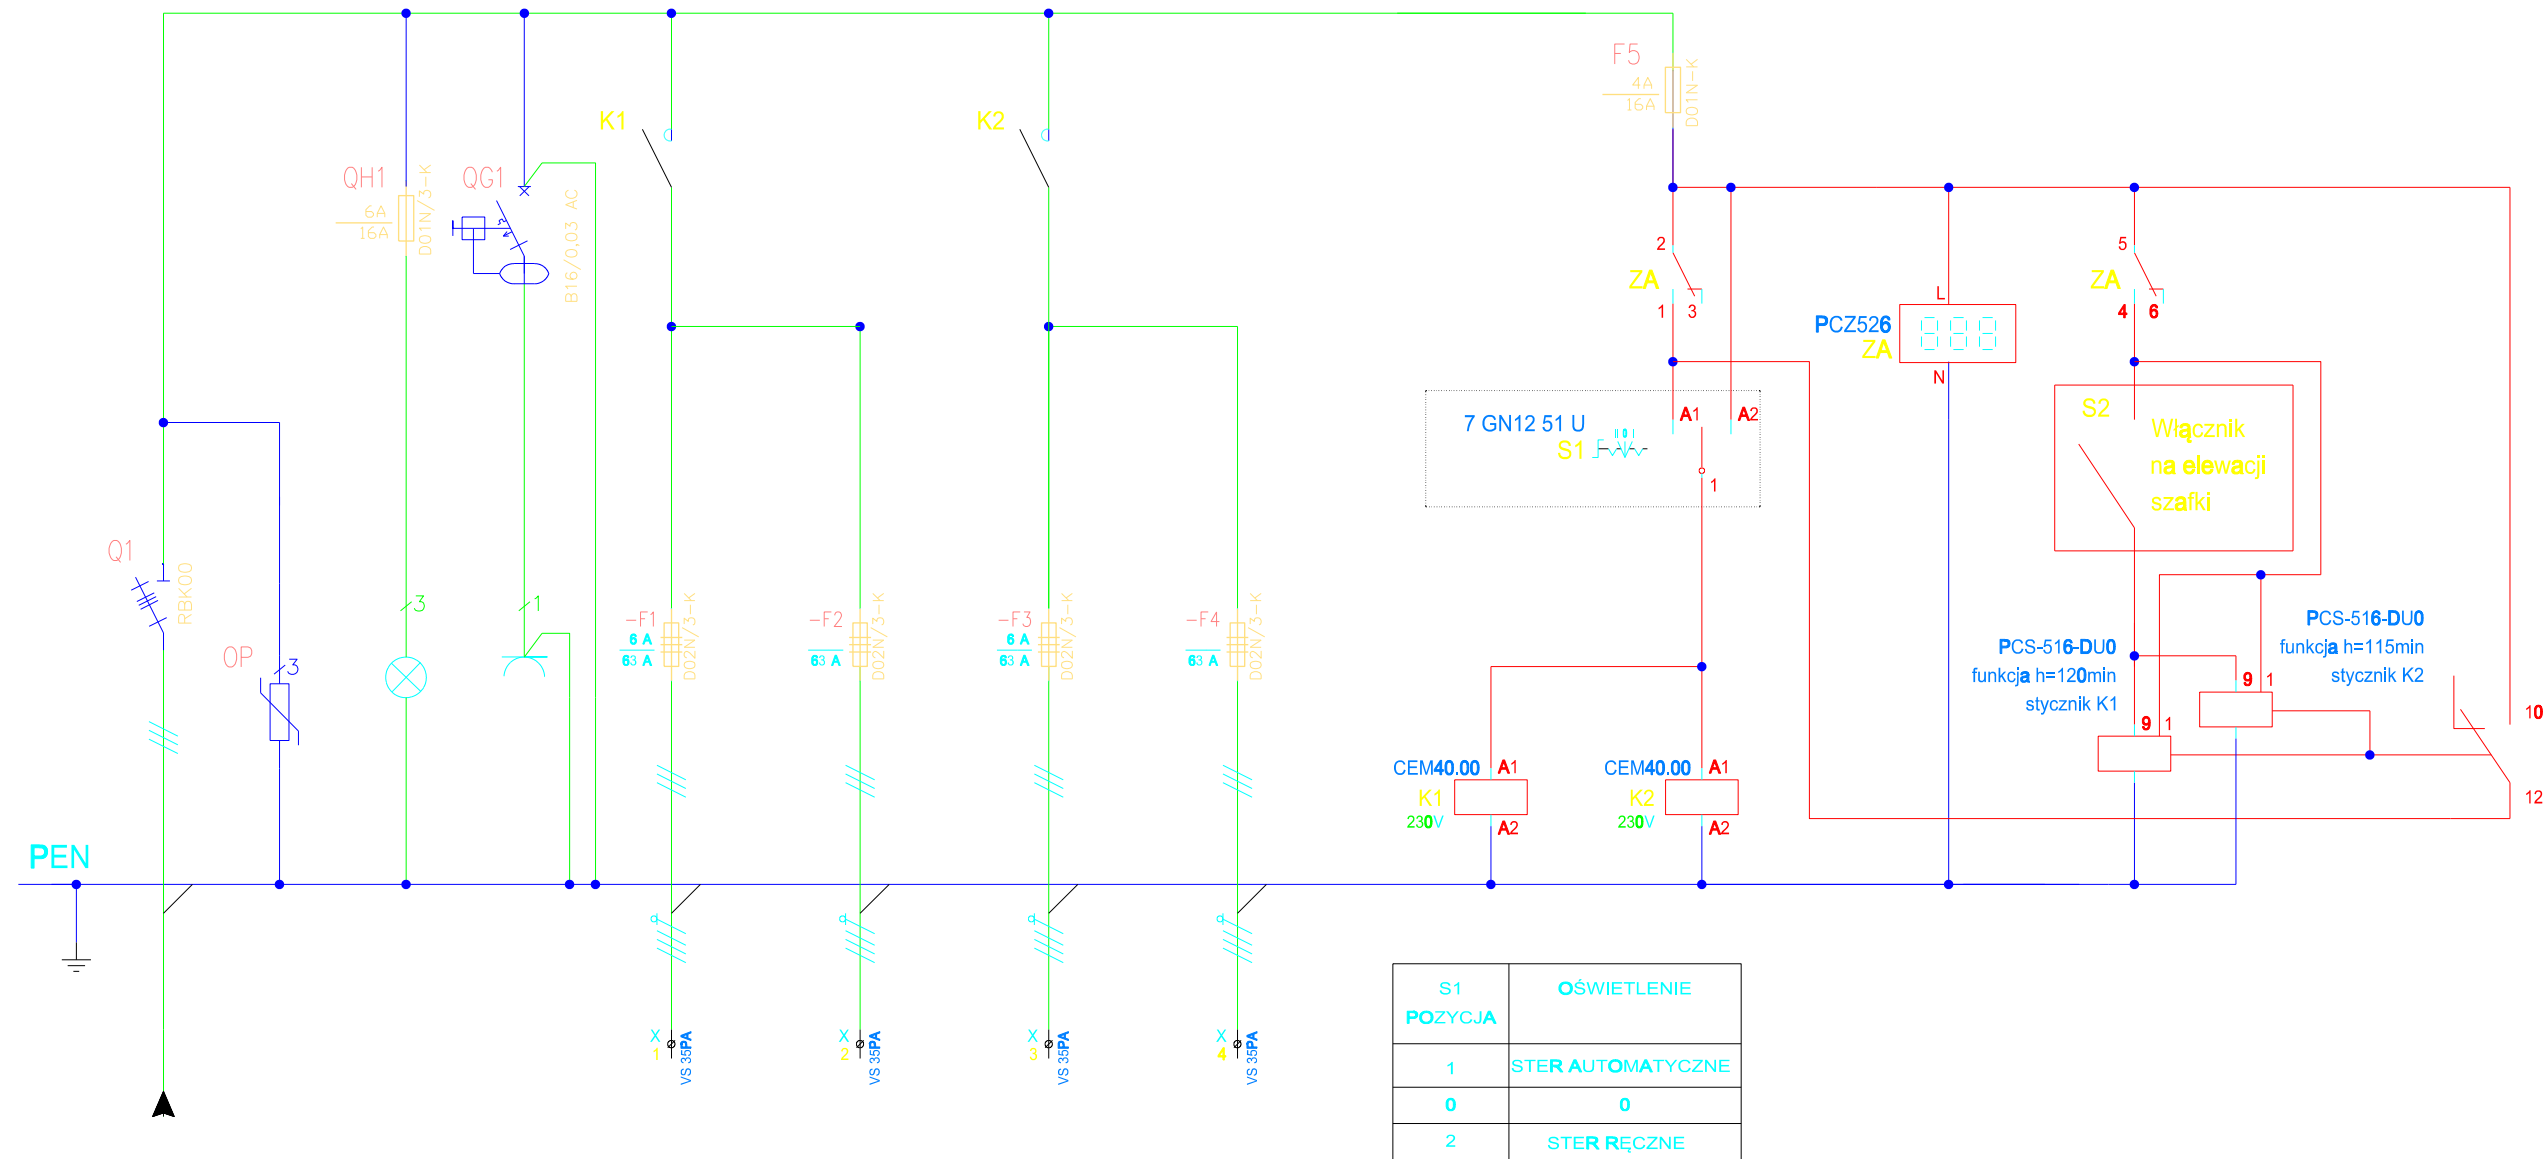 F5
4A
16A
D01N-K
K1
K2
QH1
6A
16A
D01N/3-K
QG1
B16/0,03 AC
2
ZA
1
3
5
ZA
4
6
L
PCZ526
ZA
N
7 GN12 51 U
S1
II 0 I
A1
A2
1
S2
Włącznik
na elewacji
szafki
Q1
RBK00
OP
3
3
1
-F1
6 A
63 A
D02N/3-K
-F2
63 A
D02N/3-K
-F3
6 A
63 A
D02N/3-K
-F4
63 A
D02N/3-K
PCS-516-DU0
funkcja h=120min
stycznik K1
PCS-516-DU0
funkcja h=115min
stycznik K2
9
1
9
1
10
12
CEM40.00
A1
K1
230V
A2
CEM40.00
A1
K2
230V
A2
PEN
X
1
VS 35PA
X
2
VS 35PA
X
3
VS 35PA
X
4
VS 35PA
S1
POZYCJA
OŚWIETLENIE
1
STER AUTOMATYCZNE
0
0
2
STER RĘCZNE